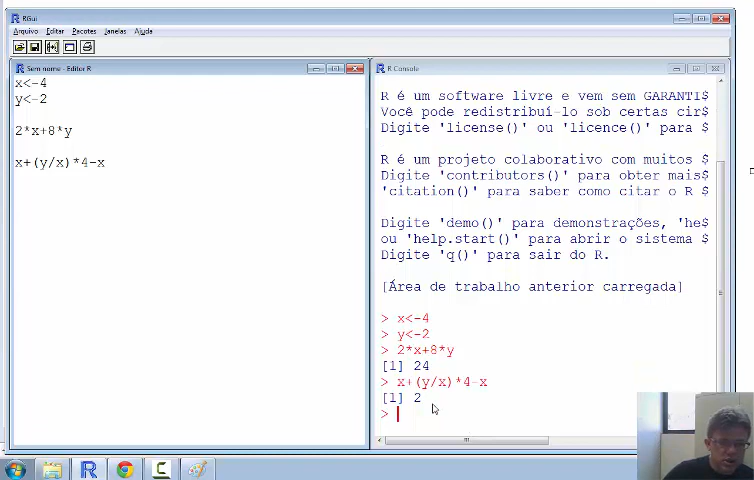 RGui
Arquivo Editar Pacotes Janelas Ajuda
Sem nome - Editor R
x<-4
y<-2
2*x+8*y
x+(y/x)*4-x
R Console
R é um software livre e vem sem GARANTI$
Você pode redistribuí-lo sob certas cir$
Digite 'license()' ou 'licence()' para $
R é um projeto colaborativo com muitos $
Digite 'contributors()' para obter mais$
'citation()' para saber como citar o R $
Digite 'demo()' para demonstrações, 'he$
ou 'help.start()' para abrir o sistema $
Digite 'q()' para sair do R.
[Área de trabalho anterior carregada]
> x<-4
> y<-2
> 2*x+8*y
[1] 24
> x+(y/x)*4-x
[1] 2
>